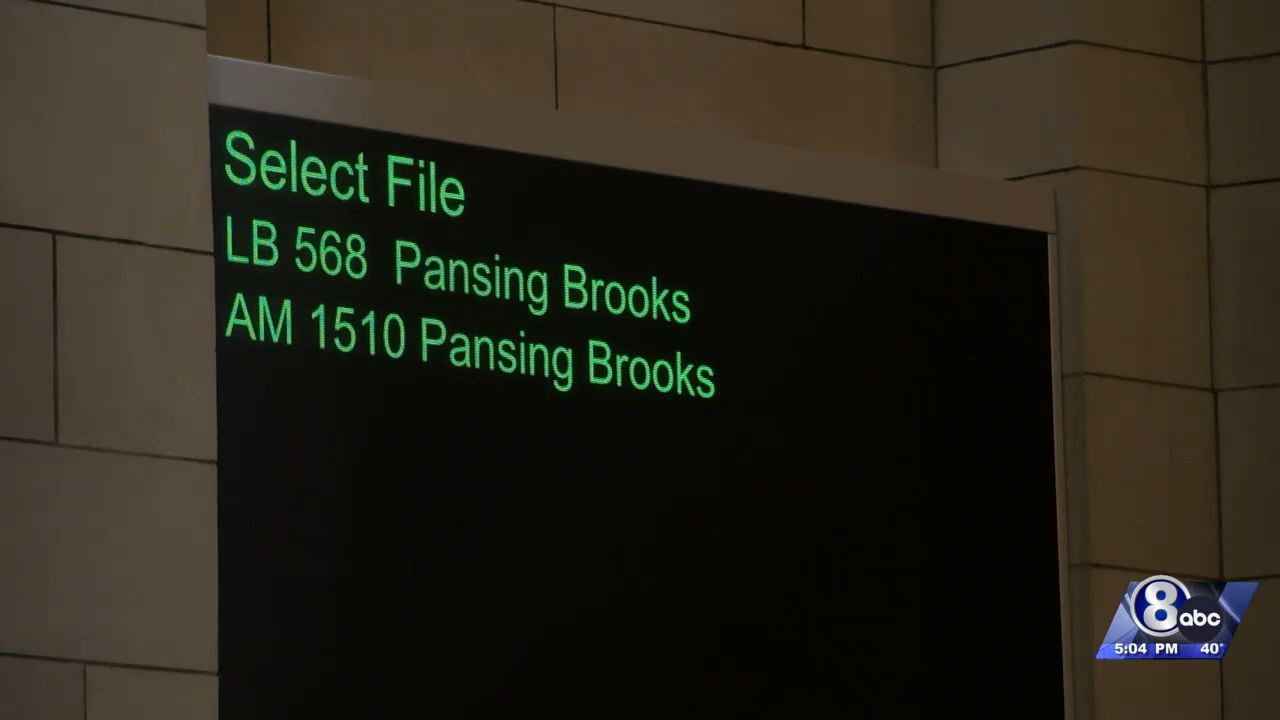 Select File
LB 568 Pansing Brooks
AM 1510 Pansing Brooks
8 abc
5:04 PM 40°